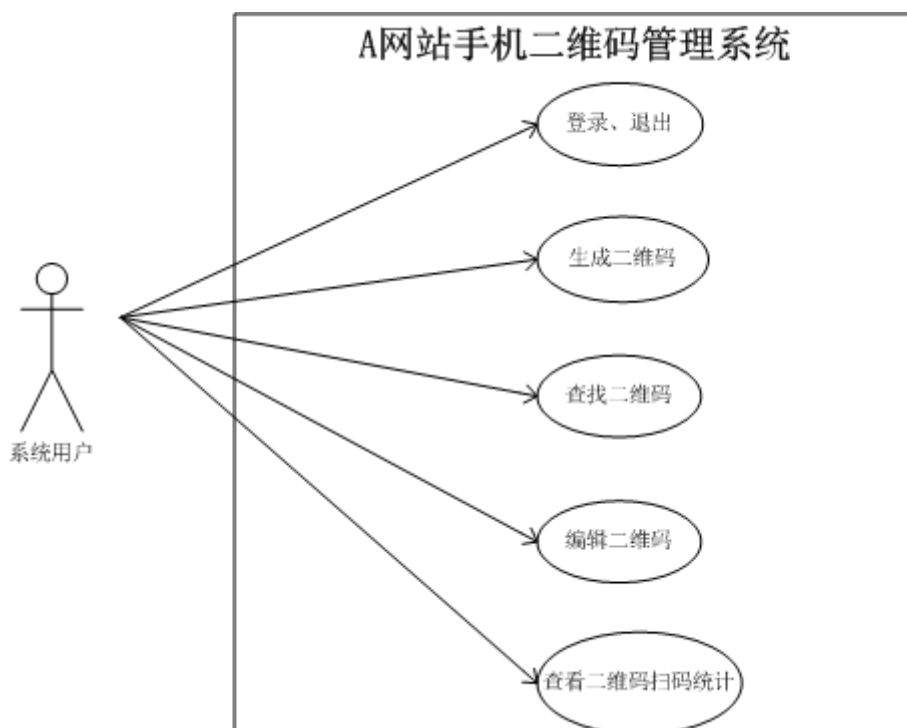 A网站手机二维码管理系统
登录、退出
生成二维码
查找二维码
系统用户
编辑二维码
查看二维码扫码统计